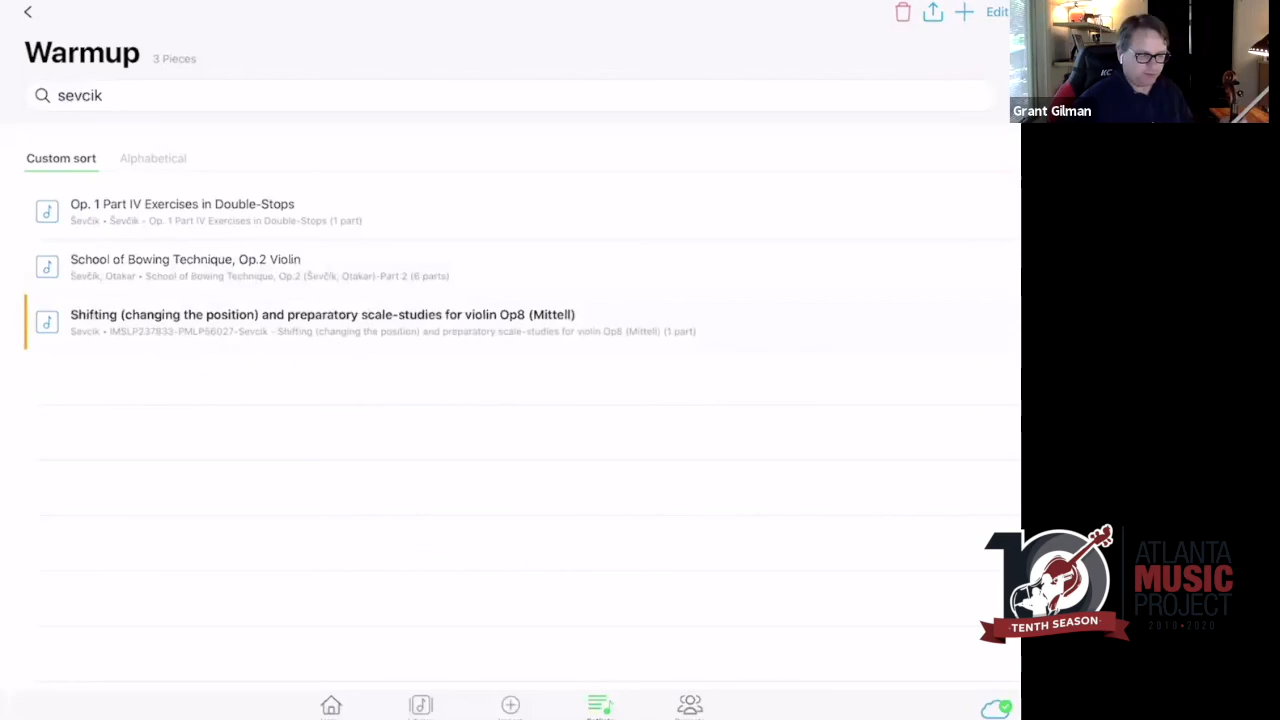 Edit
Warmup 3 Pieces
sevcik
Grant Gilman
Custom sort Alphabetical
Op. 1 Part IV Exercises in Double-Stops
Ševčík • Ševčík - Op. 1 Part IV Exercises in Double-Stops (1 part)
School of Bowing Technique, Op.2 Violin
Ševčík, Otakar • School of Bowing Technique, Op.2 (Ševčík, Otakar)-Part 2 (6 parts)
Shifting (changing the position) and preparatory scale-studies for violin Op8 (Mittell)
Sevcik • IMSLP237833-PMLP56027-Sevcik - Shifting (changing the position) and preparatory scale-studies for violin Op8 (Mittell) (1 part)
10
TENTH SEASON
ATLANTA
MUSIC
PROJECT
2010•2020